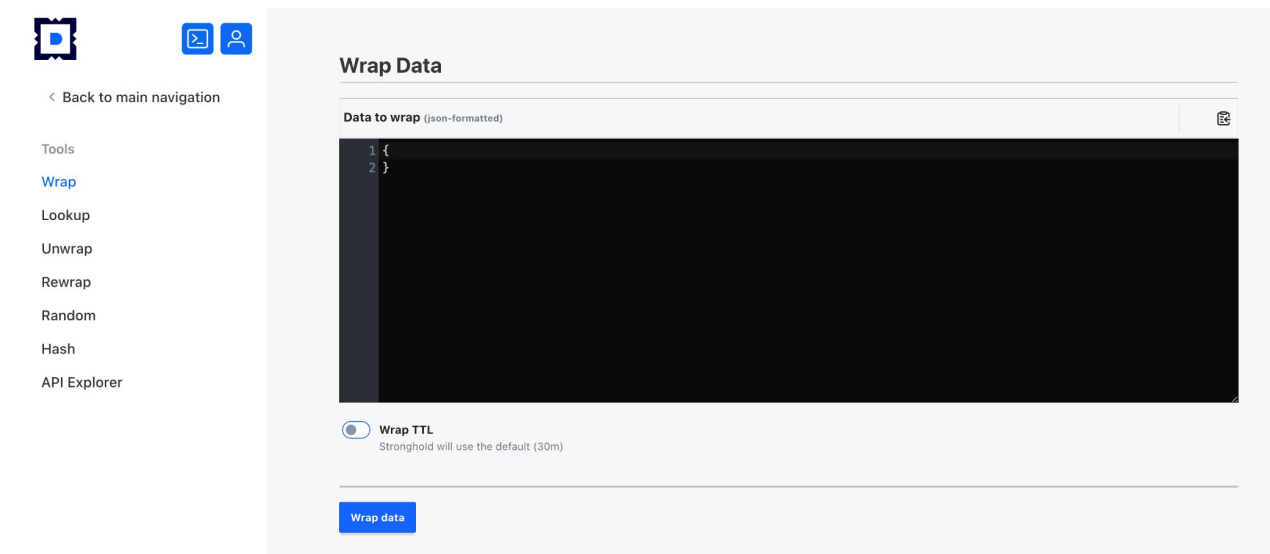 Back to main navigation
Tools
Wrap
Lookup
Unwrap
Rewrap
Random
Hash
API Explorer
Wrap Data
Data to wrap (json-formatted)
1 {
2 }
Wrap TTL
Stronghold will use the default (30m)
Wrap data